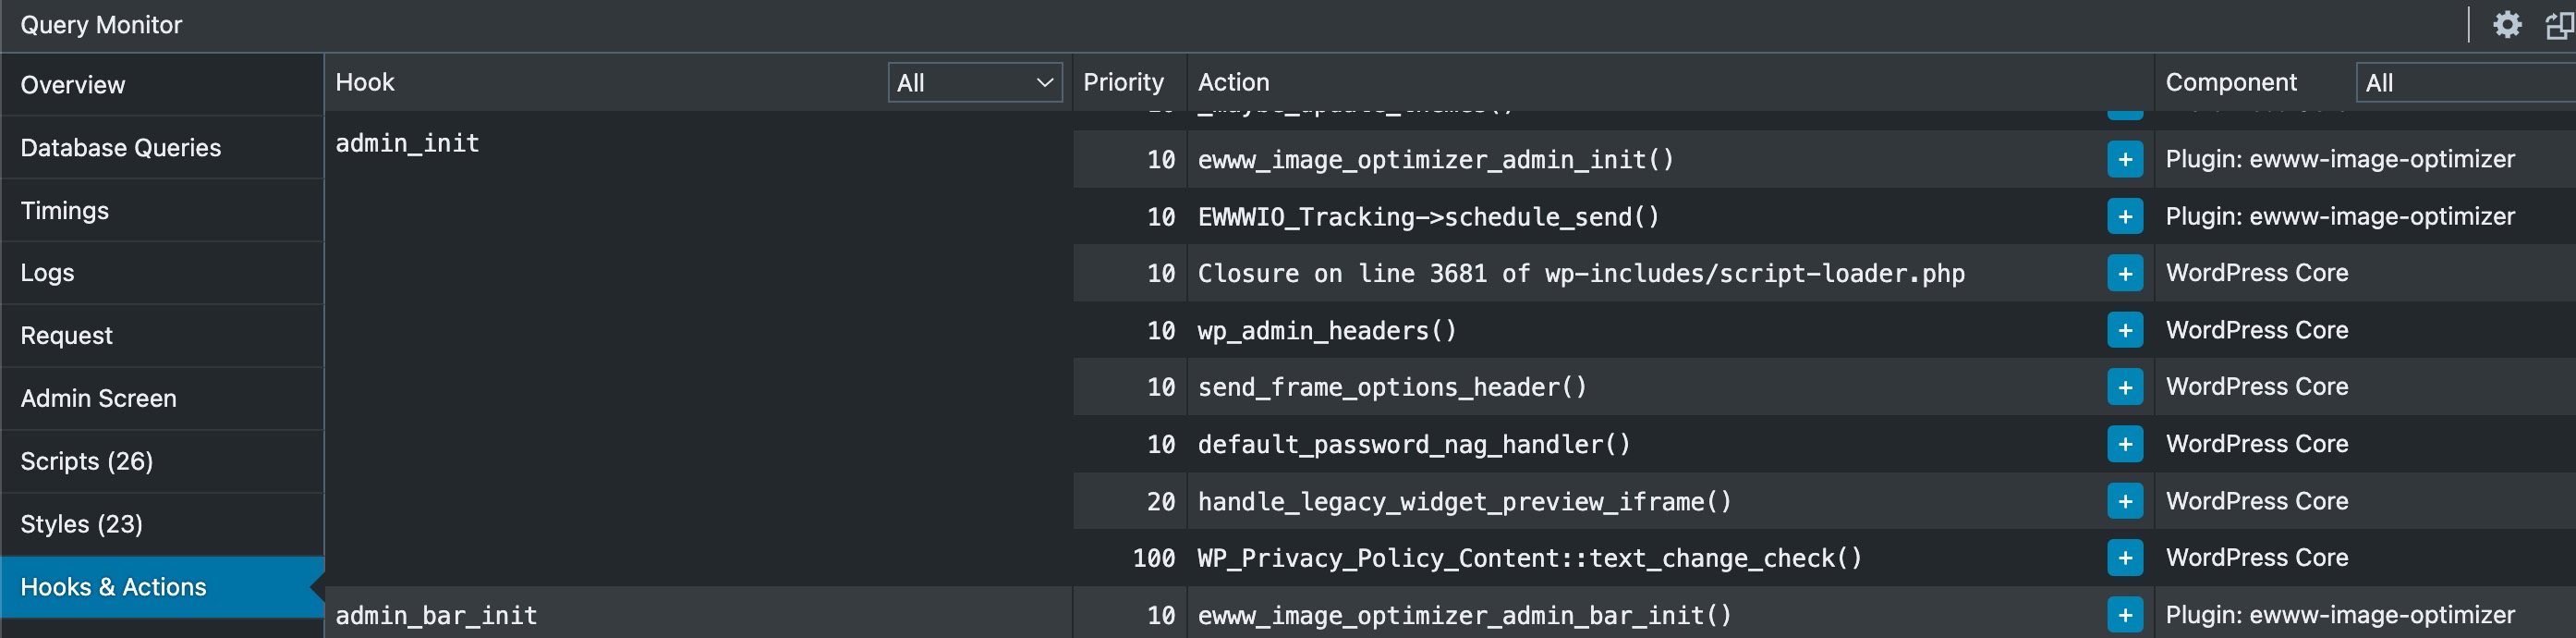 Query Monitor
Overview
Database Queries
Timings
Logs
Request
Admin Screen
Scripts (26)
Styles (23)
Hooks & Actions
Hook All Priority Action Component All
admin_init
10 ewww_image_optimizer_admin_init() + Plugin: ewww-image-optimizer
10 EWWWIO_Tracking->schedule_send() + Plugin: ewww-image-optimizer
10 Closure on line 3681 of wp-includes/script-loader.php + WordPress Core
10 wp_admin_headers() + WordPress Core
10 send_frame_options_header() + WordPress Core
10 default_password_nag_handler() + WordPress Core
20 handle_legacy_widget_preview_iframe() + WordPress Core
100 WP_Privacy_Policy_Content::text_change_check() + WordPress Core
admin_bar_init 10 ewww_image_optimizer_admin_bar_init() + Plugin: ewww-image-optimizer